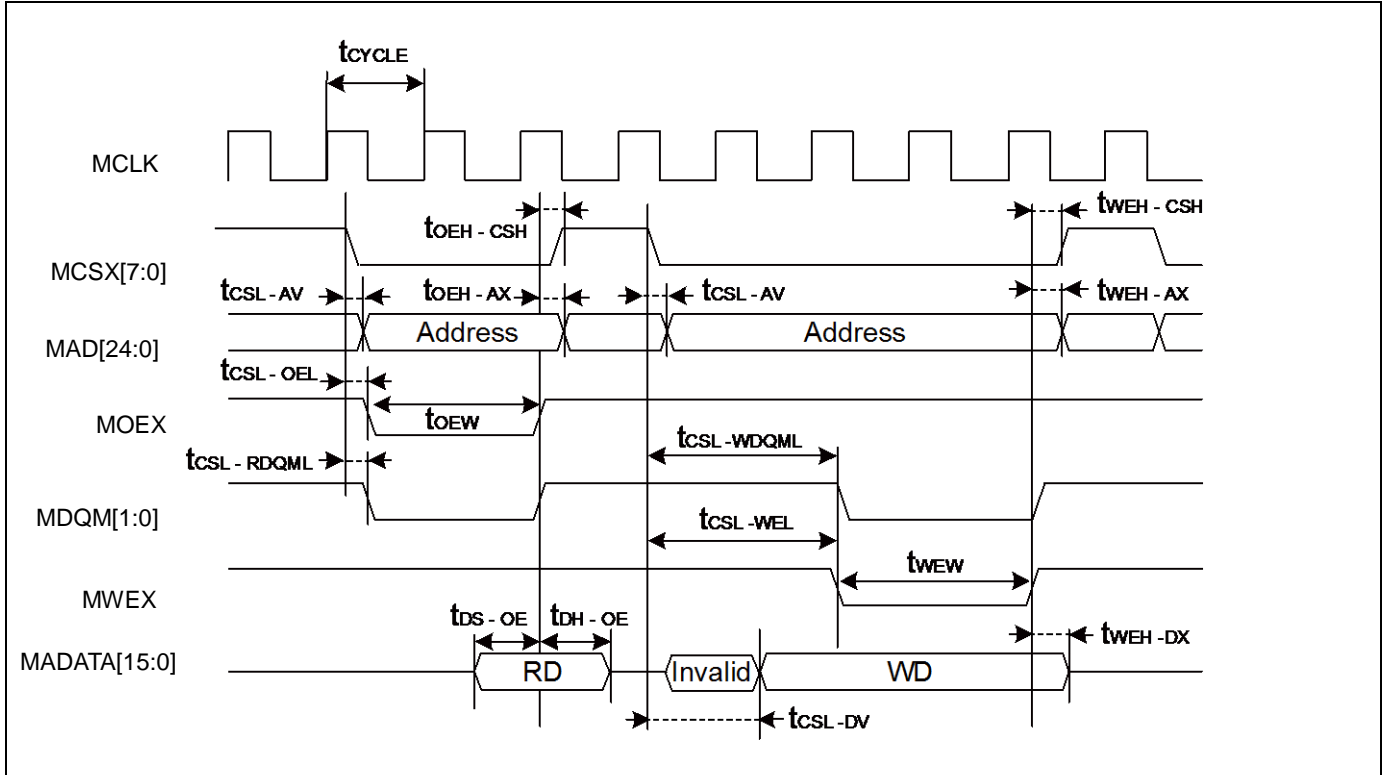 tCYCLE
MCLK
tOEH - CSH
tWEH - CSH
MCSX[7:0]
tCSL - AV
tOEH - AX
tCSL - AV
tWEH - AX
MAD[24:0]
Address
Address
tCSL - OEL
MOEX
tOEW
tCSL -WDQML
tCSL - RDQML
MDQM[1:0]
tCSL -WEL
tWEW
MWEX
tDS - OE
tDH - OE
tWEH -DX
MADATA[15:0]
RD
Invalid
WD
tCSL -DV